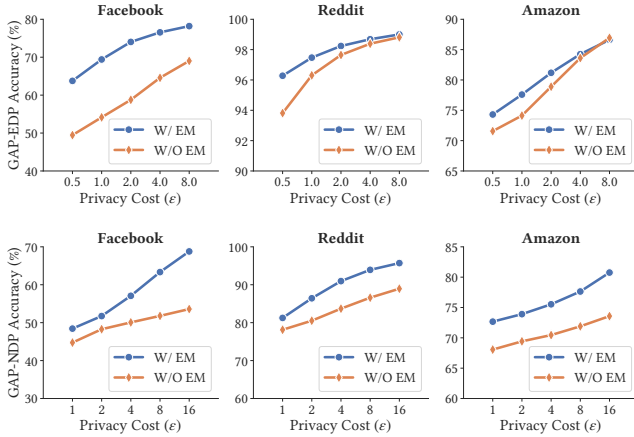 Facebook
GAP-EDP Accuracy (%)
80
70
60
50
40
W/ EM
W/O EM
0.5 1.0 2.0 4.0 8.0
Privacy Cost (ε)
Reddit
100
98
96
94
92
90
W/ EM
W/O EM
0.5 1.0 2.0 4.0 8.0
Privacy Cost (ε)
Amazon
90
85
80
75
70
65
W/ EM
W/O EM
0.5 1.0 2.0 4.0 8.0
Privacy Cost (ε)
Facebook
GAP-NDP Accuracy (%)
70
60
50
40
30
W/ EM
W/O EM
1 2 4 8 16
Privacy Cost (ε)
Reddit
100
90
80
70
60
W/ EM
W/O EM
1 2 4 8 16
Privacy Cost (ε)
Amazon
85
80
75
70
65
60
W/ EM
W/O EM
1 2 4 8 16
Privacy Cost (ε)